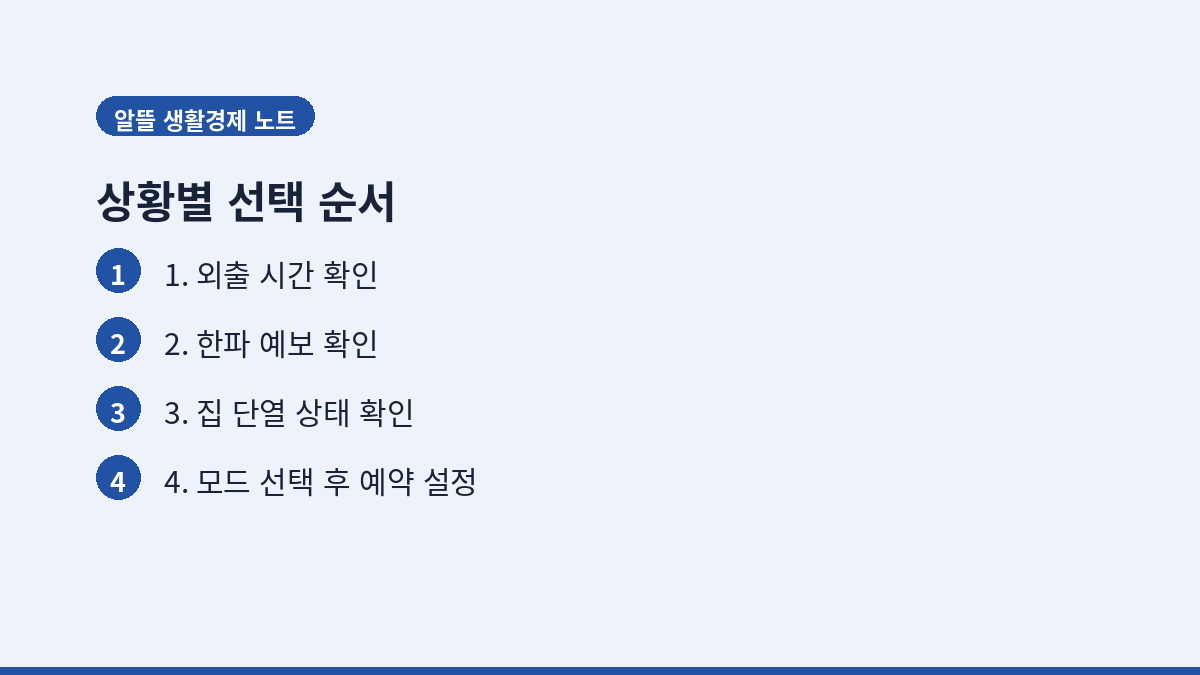 알뜰 생활경제 노트
상황별 선택 순서
1 1. 외출 시간 확인
2 2. 한파 예보 확인
3 3. 집 단열 상태 확인
4 4. 모드 선택 후 예약 설정